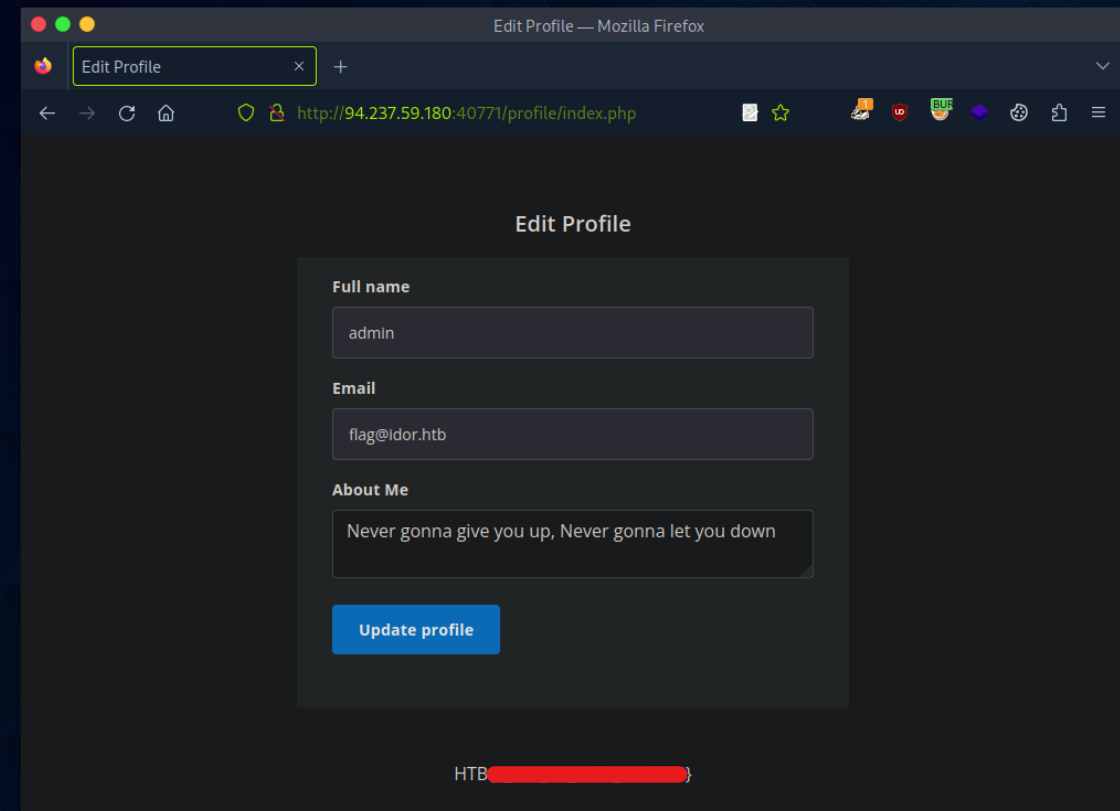 Edit Profile — Mozilla Firefox
Edit Profile
http://94.237.59.180:40771/profile/index.php
1
UD
BUR
Edit Profile
Full name
admin
Email
flag@idor.htb
About Me
Never gonna give you up, Never gonna let you down
Update profile
HTB }